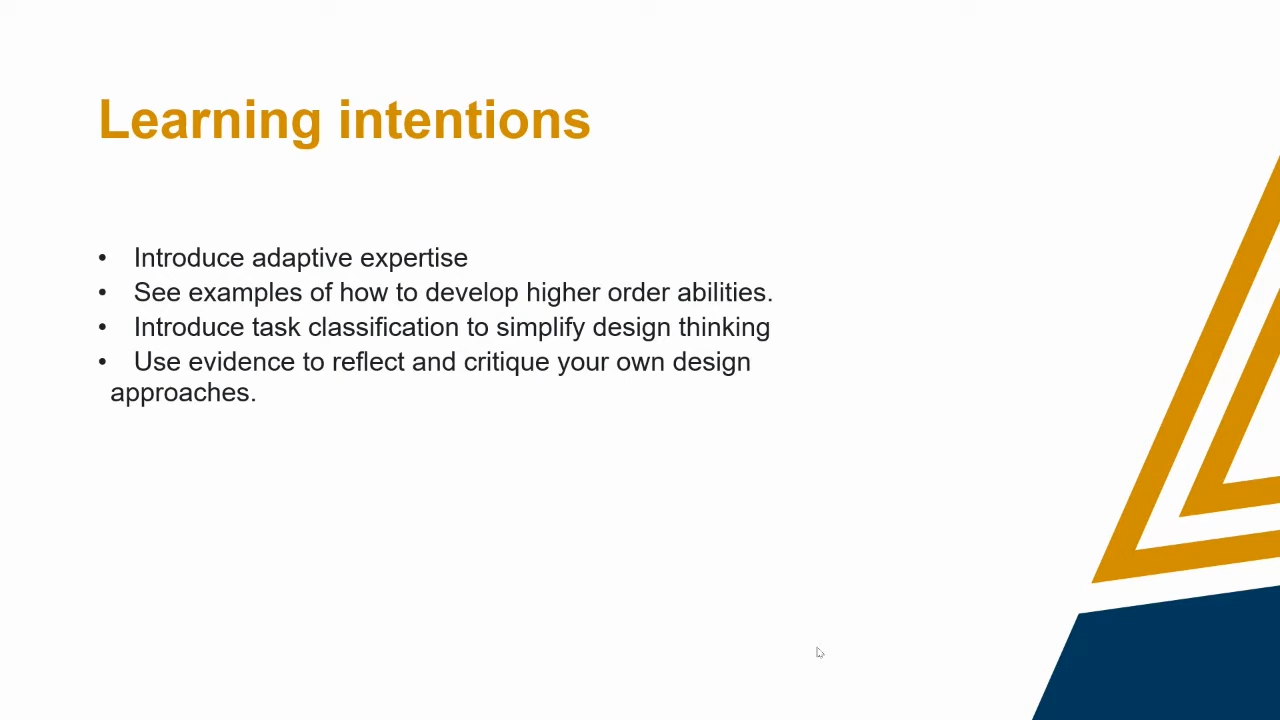 Learning intentions
• Introduce adaptive expertise
• See examples of how to develop higher order abilities.
• Introduce task classification to simplify design thinking
• Use evidence to reflect and critique your own design
approaches.